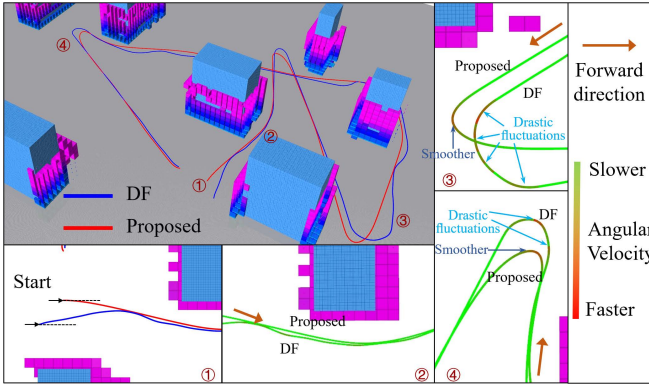 ④
②
①
③
DF
Proposed
Start
①
Proposed
DF
②
Proposed
DF
Drastic
fluctuations
Smoother
③
Drastic
fluctuations
DF
Smoother
Proposed
④
Forward
direction
Slower
Angular
Velocity
Faster